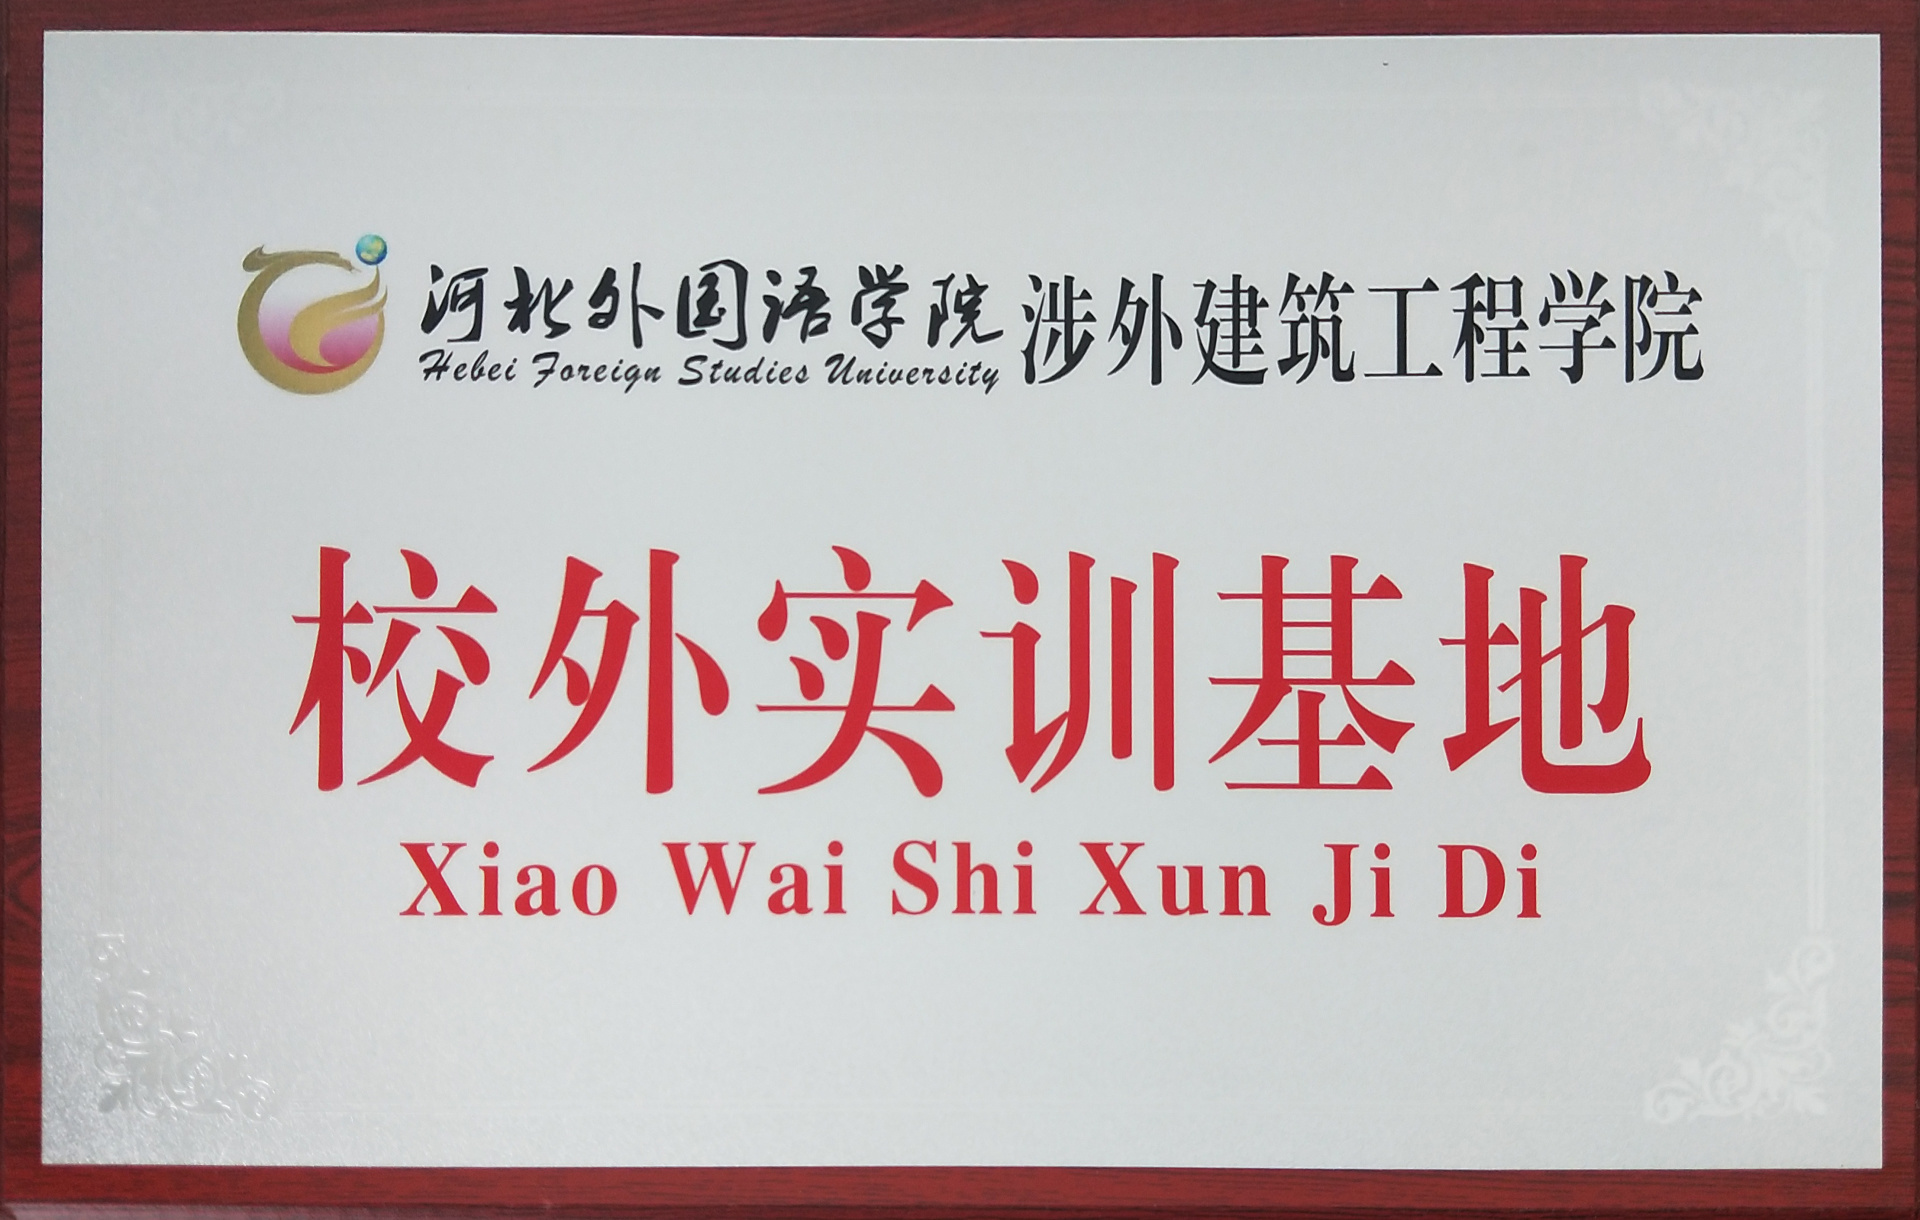 河北外国语学院 涉外建筑工程学院
Hebei Foreign Studies University
校外实训基地
Xiao Wai Shi Xun Ji Di